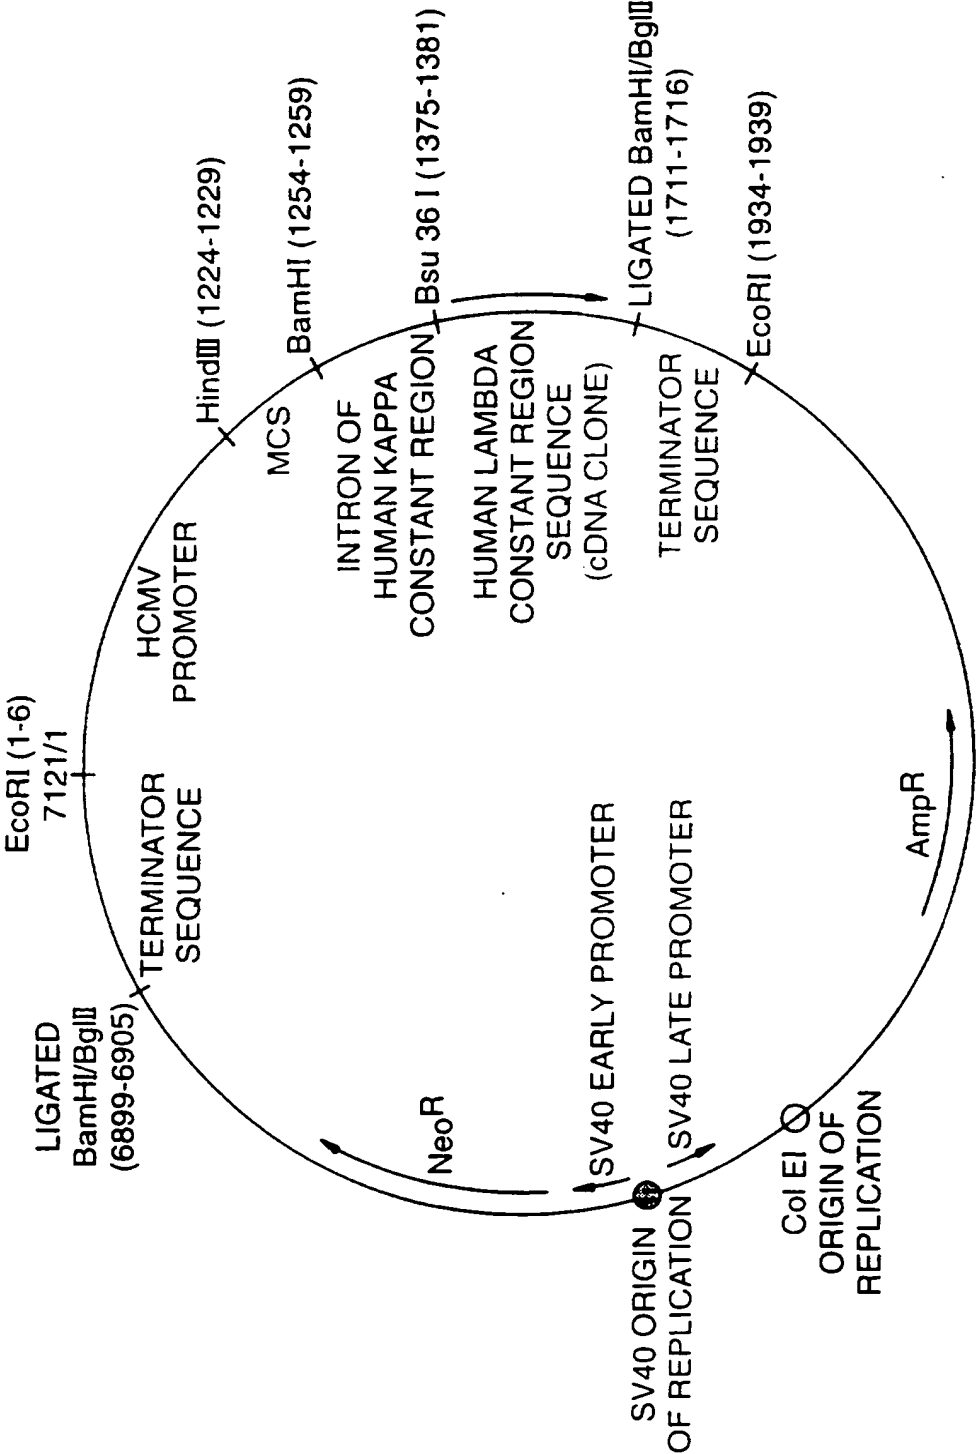 EcoRI (1-6)
7121/1
HindIII (1224-1229)
BamHI (1254-1259)
Bsu 36 I (1375-1381)
LIGATED BamHI/BglII
(1711-1716)
EcoRI (1934-1939)
MCS
HCMV
PROMOTER
INTRON OF
HUMAN KAPPA
CONSTANT REGION
HUMAN LAMBDA
CONSTANT REGION
SEQUENCE
(cDNA CLONE)
TERMINATOR
SEQUENCE
AmpR
Col EI
ORIGIN OF
REPLICATION
SV40 ORIGIN
OF REPLICATION
SV40 EARLY PROMOTER
SV40 LATE PROMOTER
NeoR
LIGATED
BamHI/BglII
(6899-6905)
TERMINATOR
SEQUENCE